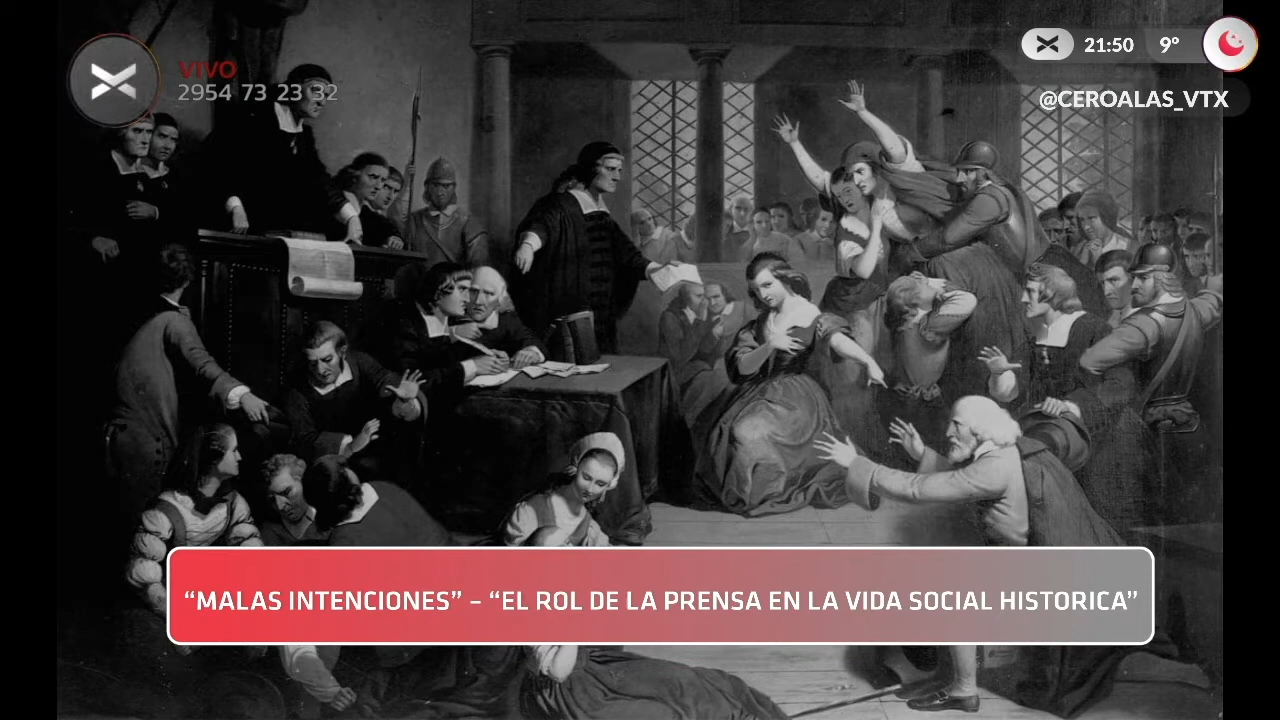 VIVO
2954 73 23 32
21:50 9°
@CEROALAS_VTX
“MALAS INTENCIONES” – “EL ROL DE LA PRENSA EN LA VIDA SOCIAL HISTORICA”